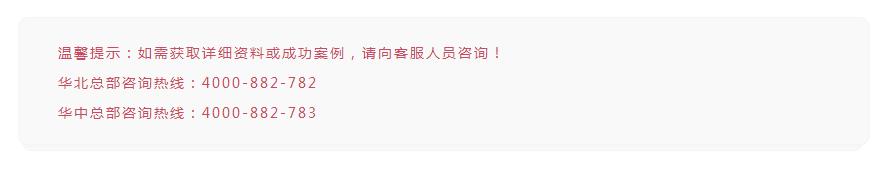 温馨提示：如需获取详细资料或成功案例，请向客服人员咨询！
华北总部咨询热线：4000-882-782
华中总部咨询热线：4000-882-783